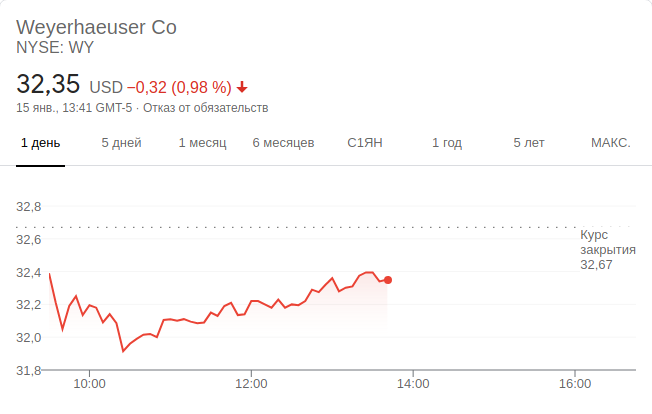 Weyerhaeuser Co
NYSE: WY
32,35 USD −0,32 (0,98 %)
15 янв., 13:41 GMT-5 · Отказ от обязательств
1 день 5 дней 1 месяц 6 месяцев С1ЯН 1 год 5 лет МАКС.
32,8
Курс
закрытия
32,67
32,6
32,4
32,2
32,0
31,8
10:00 12:00 14:00 16:00